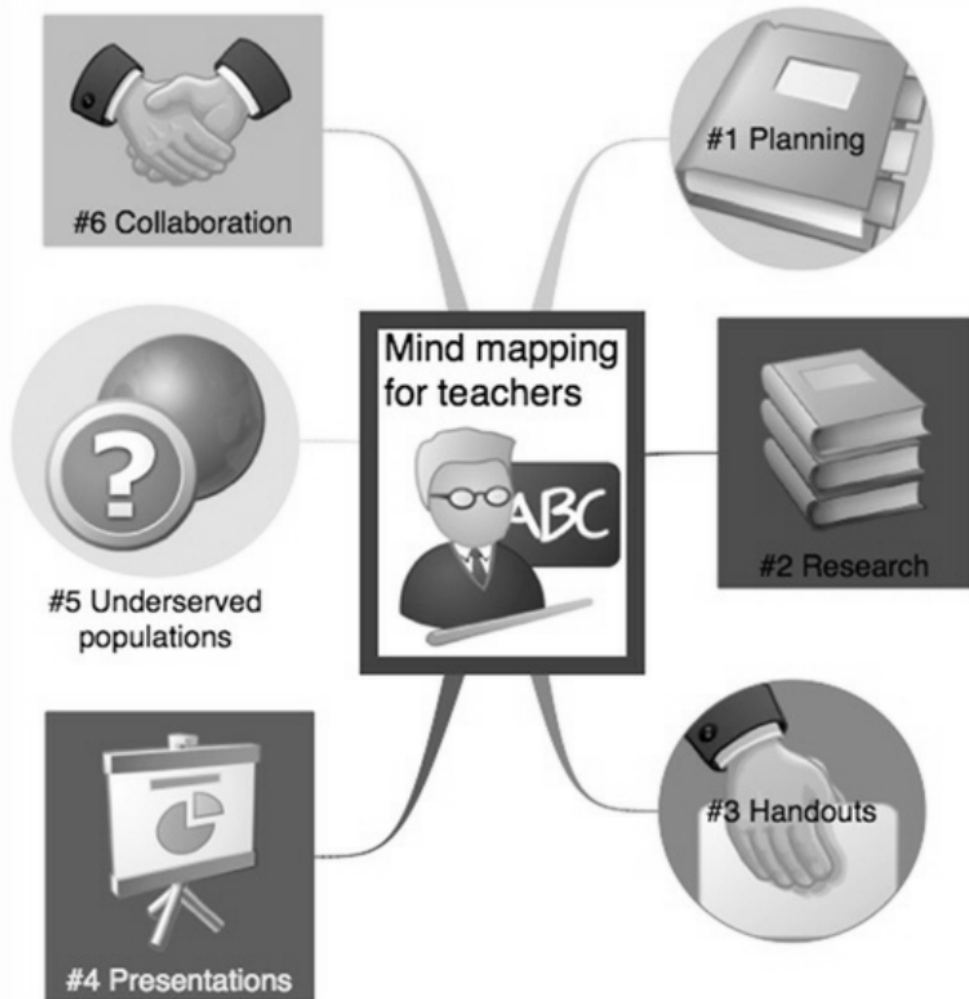 Mind mapping
for teachers
ABC
#1 Planning
#2 Research
#3 Handouts
#4 Presentations
#5 Underserved
populations
?
#6 Collaboration